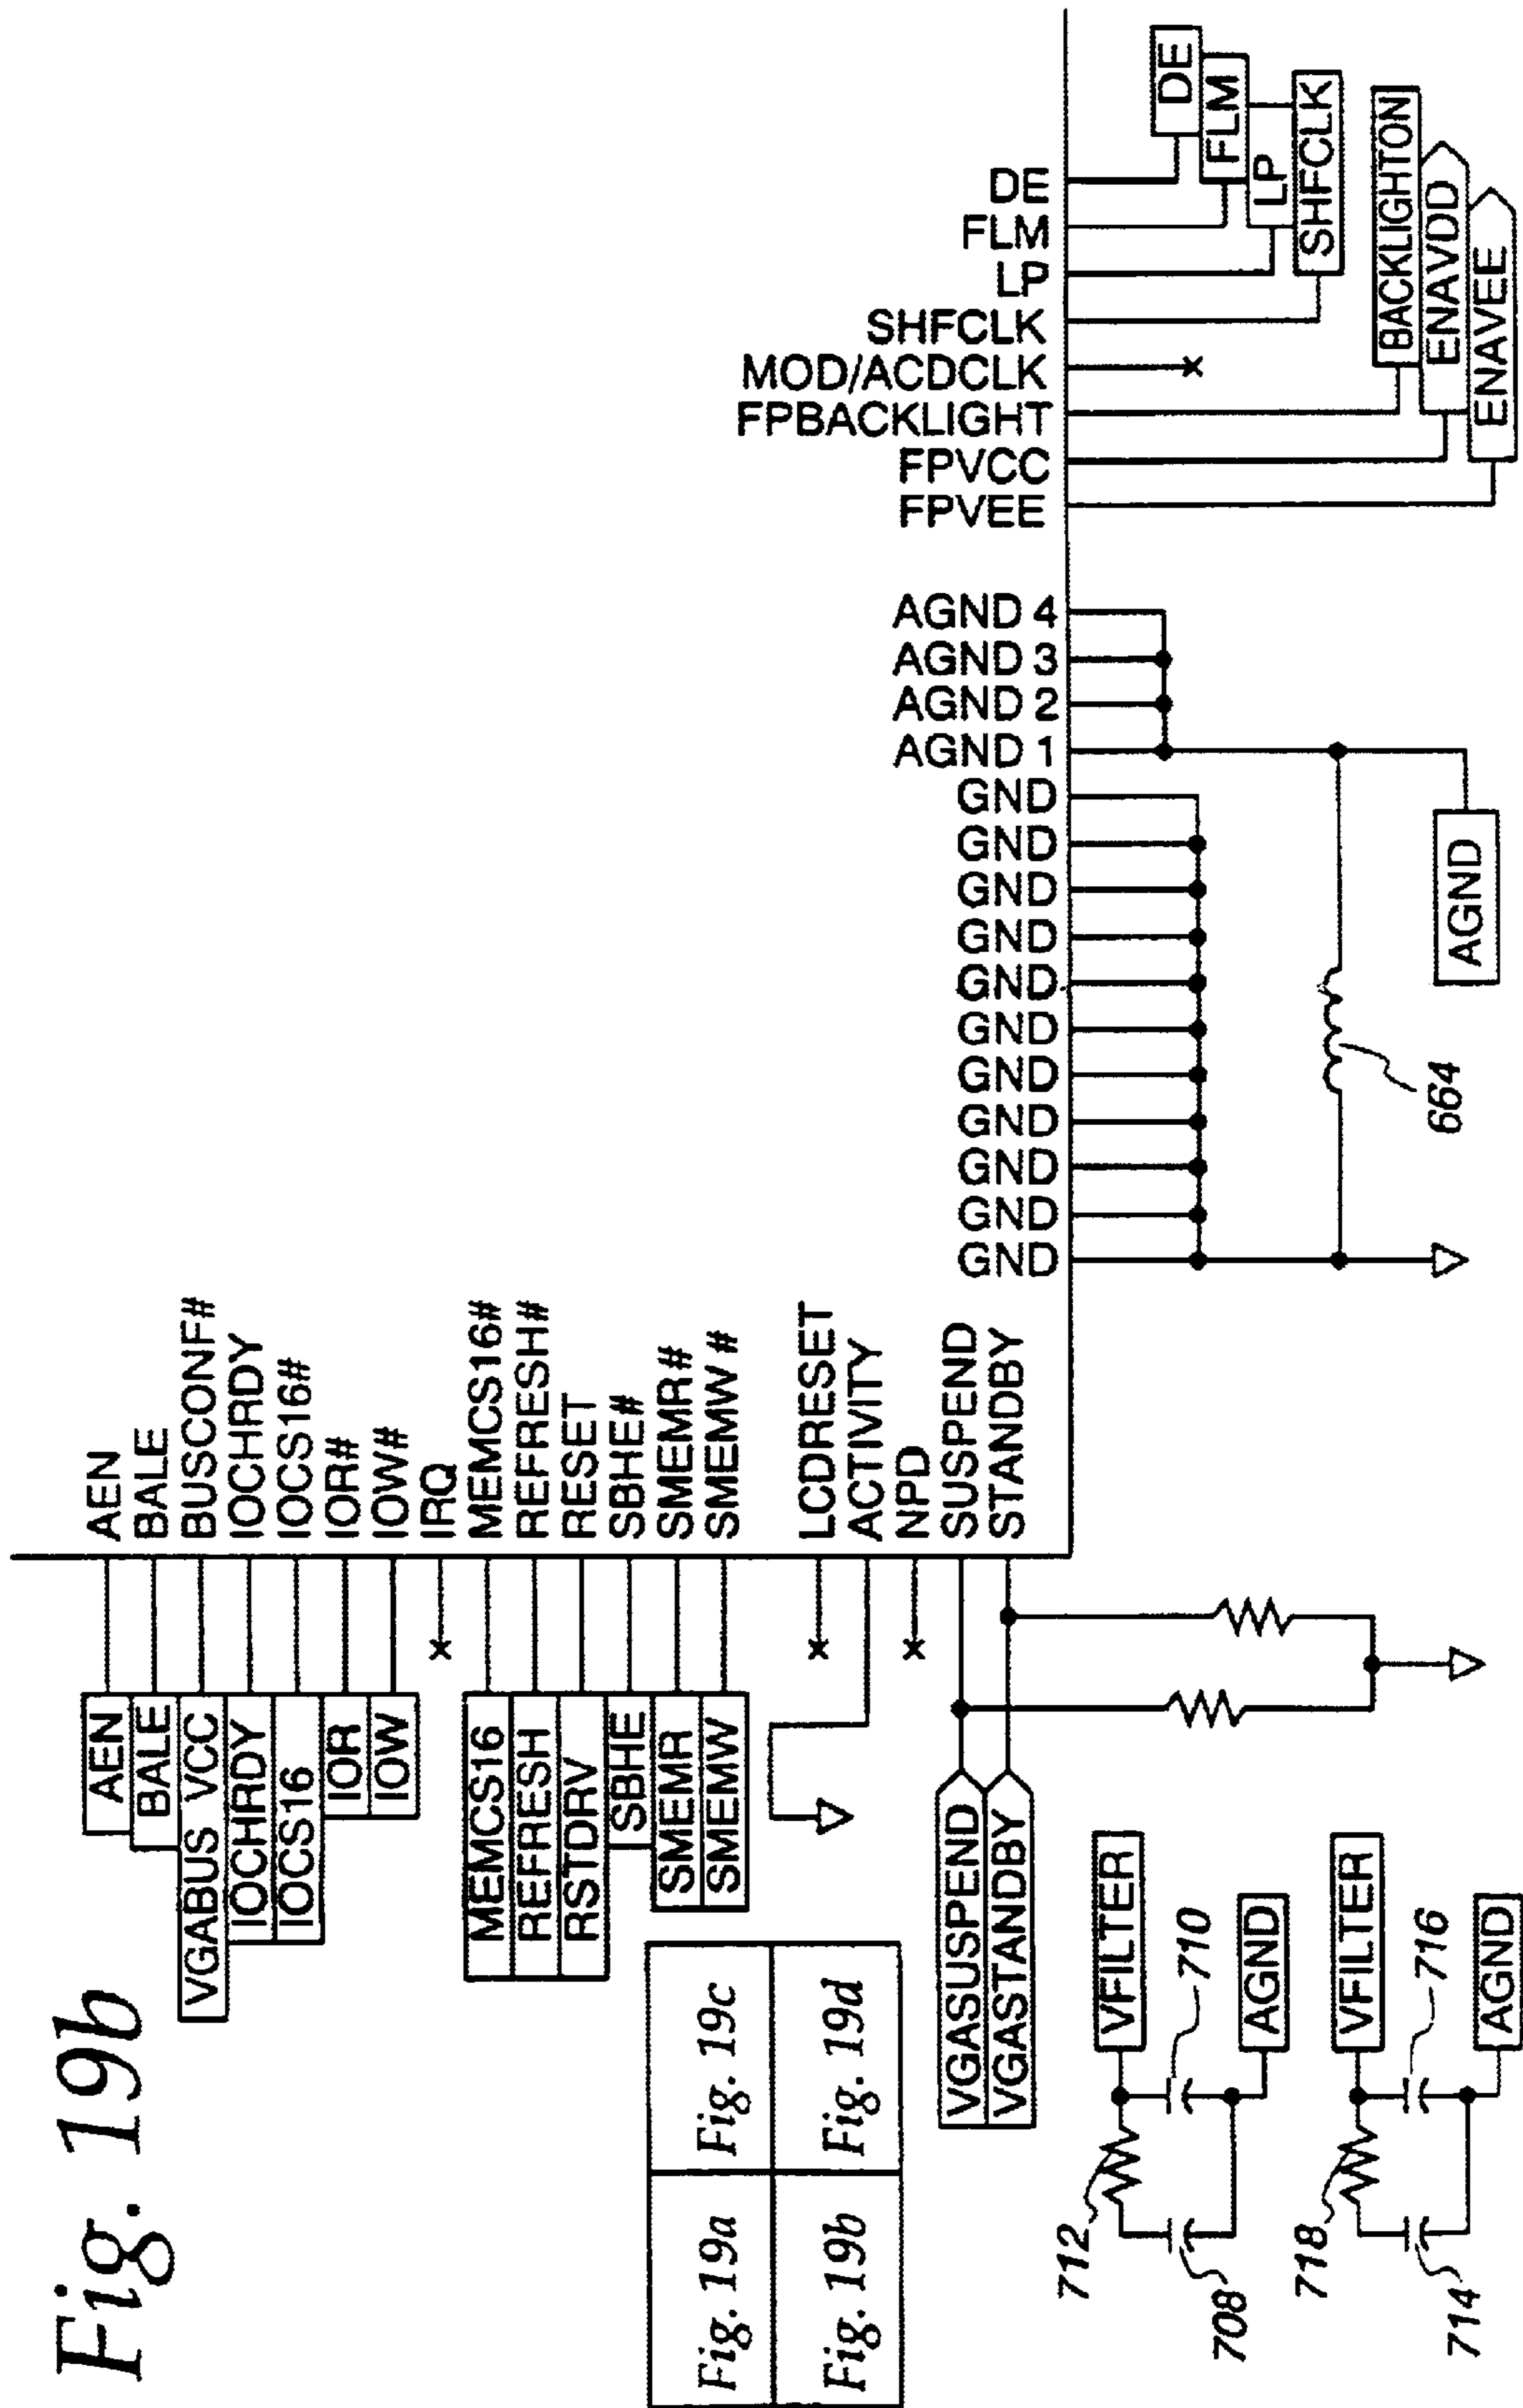 Fig. 19b
AEN AEN
BALE BALE
VGABUS VCC BUSCONF#
IOCHRDY IOCHRDY
IOCS16 IOCS16#
IOR IOR#
IOW IOW#
IRQ
MEMCS16 MEMCS16#
REFRESH REFRESH#
RSTDRV RESET
SBHE SBHE#
SMEMR SMEMR#
SMEMW SMEMW #
LCDRESET
ACTIVITY
NPD
VGASUSPEND SUSPEND
VGASTANDBY STANDBY
Fig. 19a Fig. 19c
Fig. 19b Fig. 19d
GND
GND
GND
GND
GND
GND
GND
GND
GND
GND
GND
AGND 1
AGND 2
AGND 3
AGND 4
FPVEE
FPVCC
FPBACKLIGHT
MOD/ACDCLK
SHFCLK
LP
FLM
DE
DE
FLM
LP
SHFCLK
BACKLIGHTON
ENAVDD
ENAVEE
664
AGND
712
VFILTER
708
710
AGND
718
VFILTER
714
716
AGND